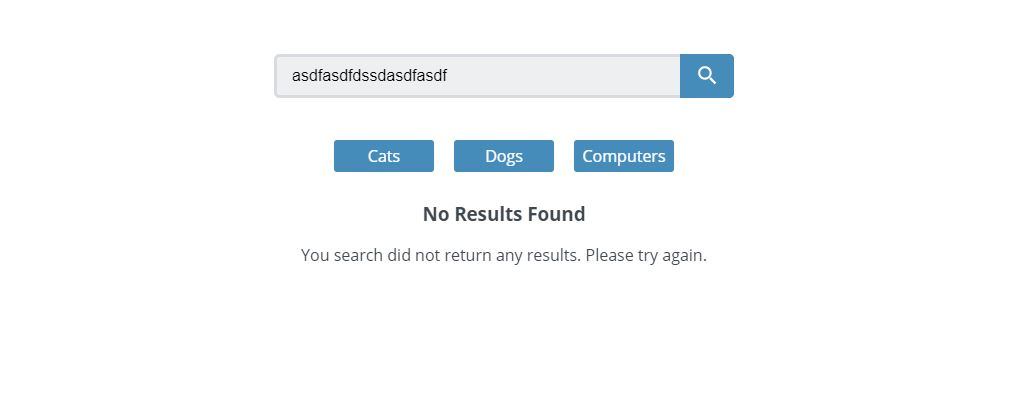 asdfasdfdssdasdfasdf
Cats Dogs Computers
No Results Found
You search did not return any results. Please try again.